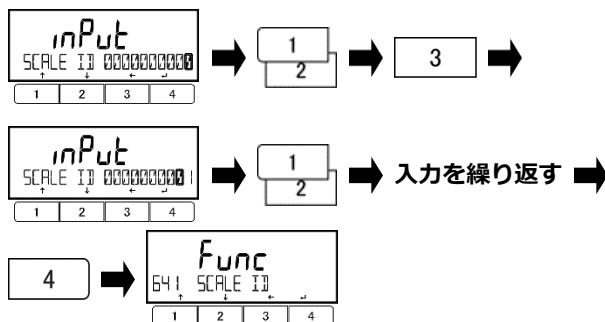 inPut
SCALE ID 0000000000
↑ ↓ ← ↵
1 2 3 4
1
2
3
inPut
SCALE ID 0000000001
↑ ↓ ← ↵
1 2 3 4
1
2
入力を繰り返す
4
Func
641 SCALE ID
↑ ↓ ← ↵
1 2 3 4